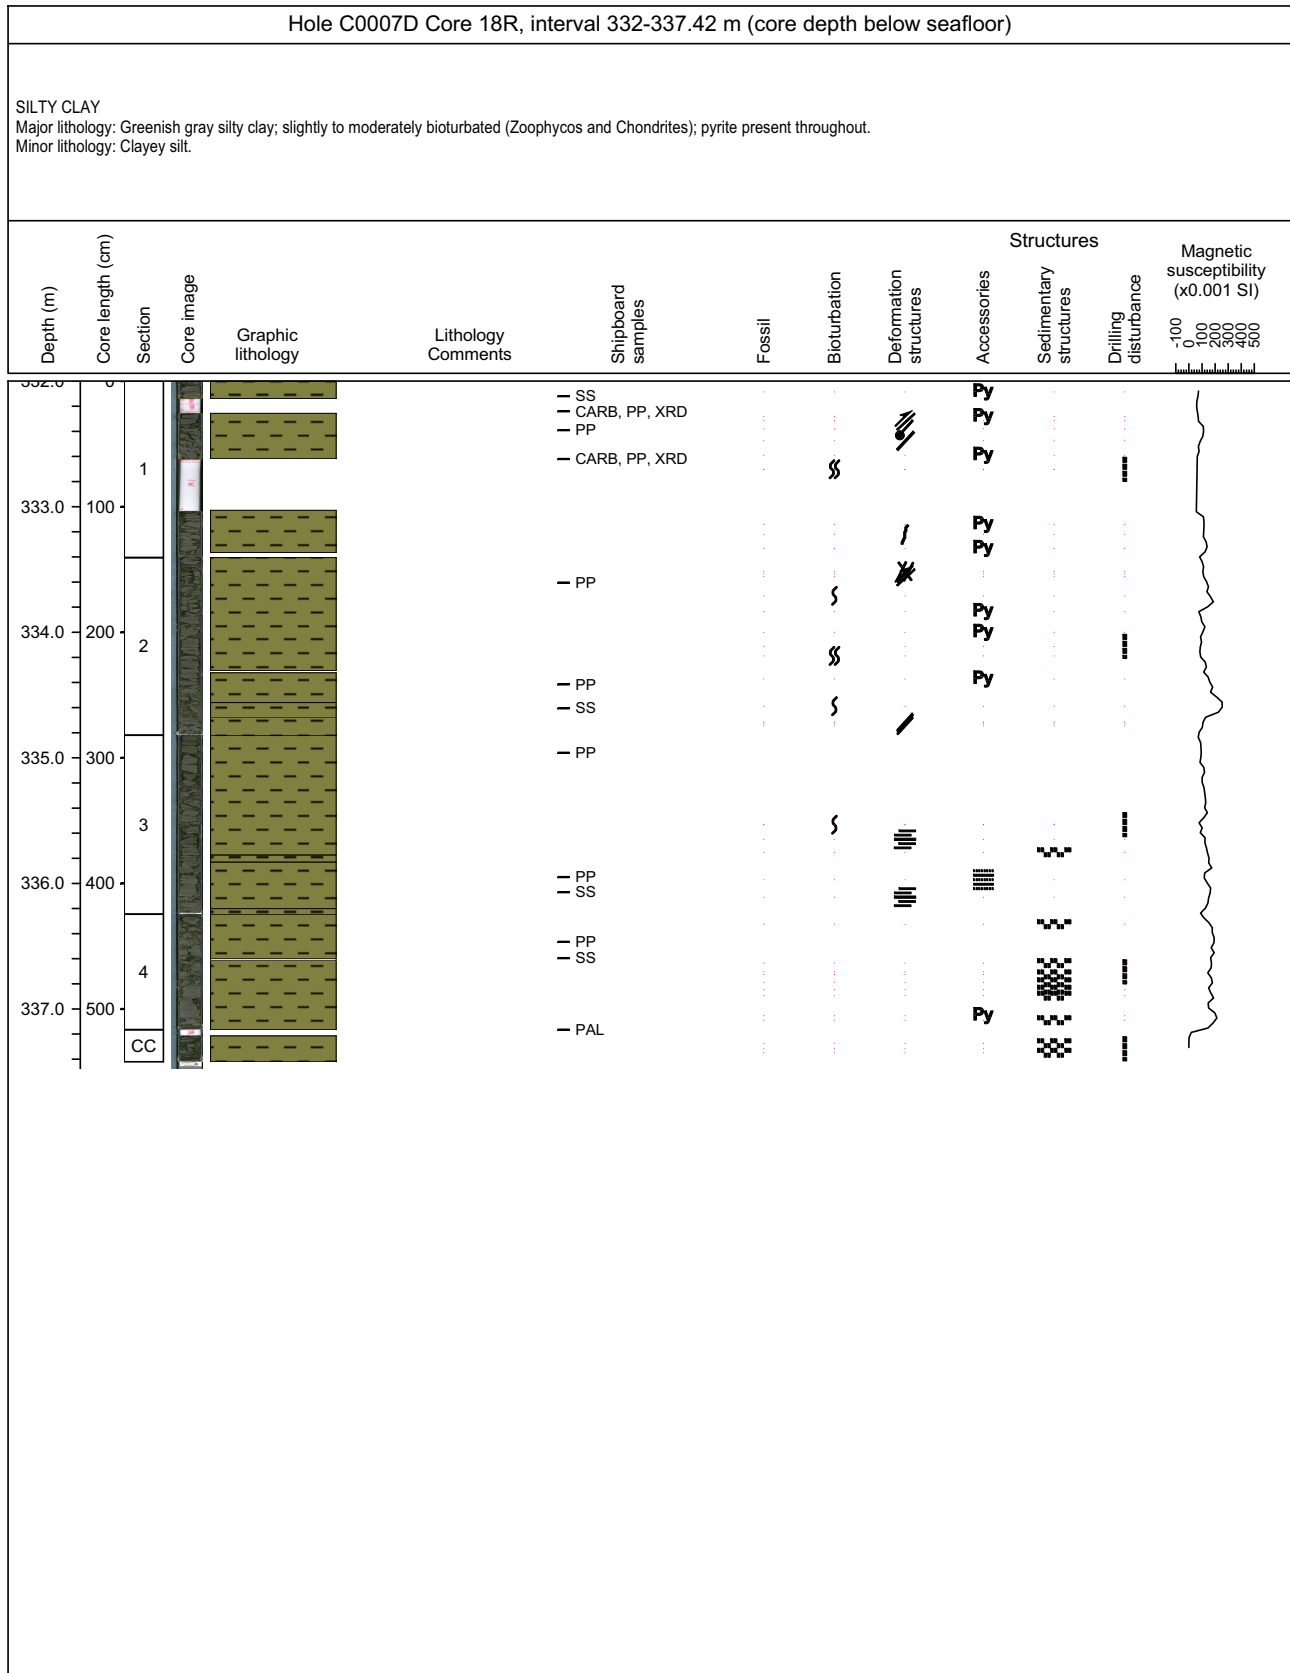 Hole C0007D Core 18R, interval 332-337.42 m (core depth below seafloor)
SILTY CLAY
Major lithology: Greenish gray silty clay; slightly to moderately bioturbated (Zoophycos and Chondrites); pyrite present throughout.
Minor lithology: Clayey silt.
Depth (m)
Core length (cm)
Section
Core image
Graphic
lithology
Lithology
Comments
Shipboard
samples
Fossil
Bioturbation
Structures
Deformation
structures
Accessories
Sedimentary
structures
Drilling
disturbance
Magnetic
susceptibility
(x0.001 SI)
-100
0
100
200
300
400
500
332.0
0
Py
SS
CARB, PP, XRD
Py
PP
CARB, PP, XRD
Py
1
333.0
100
Py
Py
PP
Py
334.0
200
Py
2
Py
PP
SS
PP
335.0
300
3
PP
336.0
400
SS
PP
SS
4
337.0
500
Py
PAL
CC